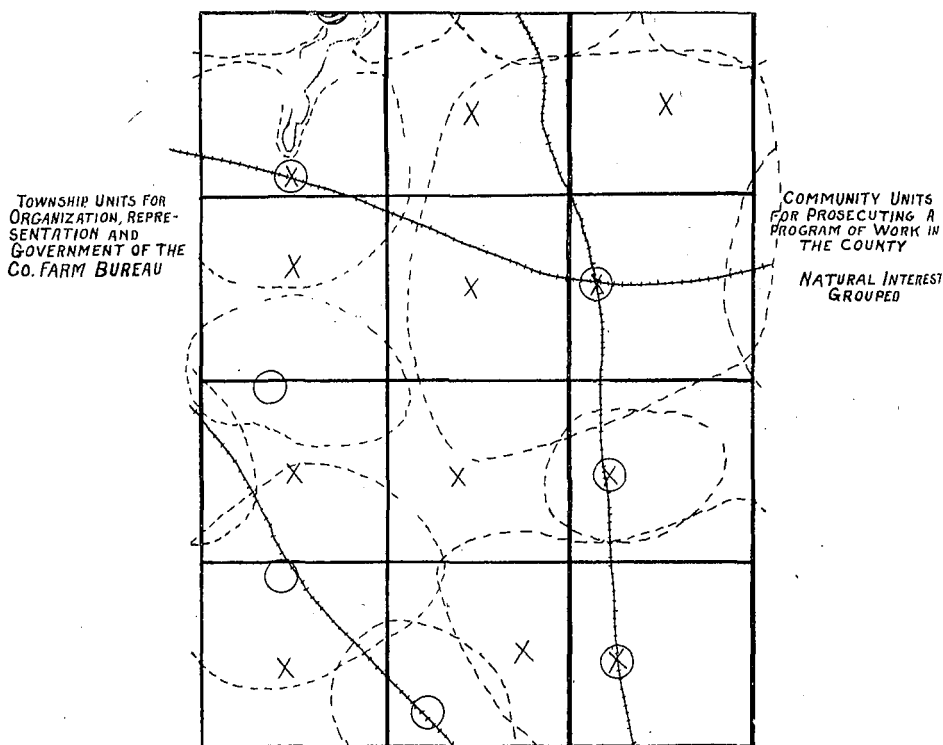 TOWNSHIP UNITS FOR
ORGANIZATION, REPRE-
SENTATION AND
GOVERNMENT OF THE
CO. FARM BUREAU
COMMUNITY UNITS
FOR PROSECUTING A
PROGRAM OF WORK IN
THE COUNTY
NATURAL INTEREST
GROUPED